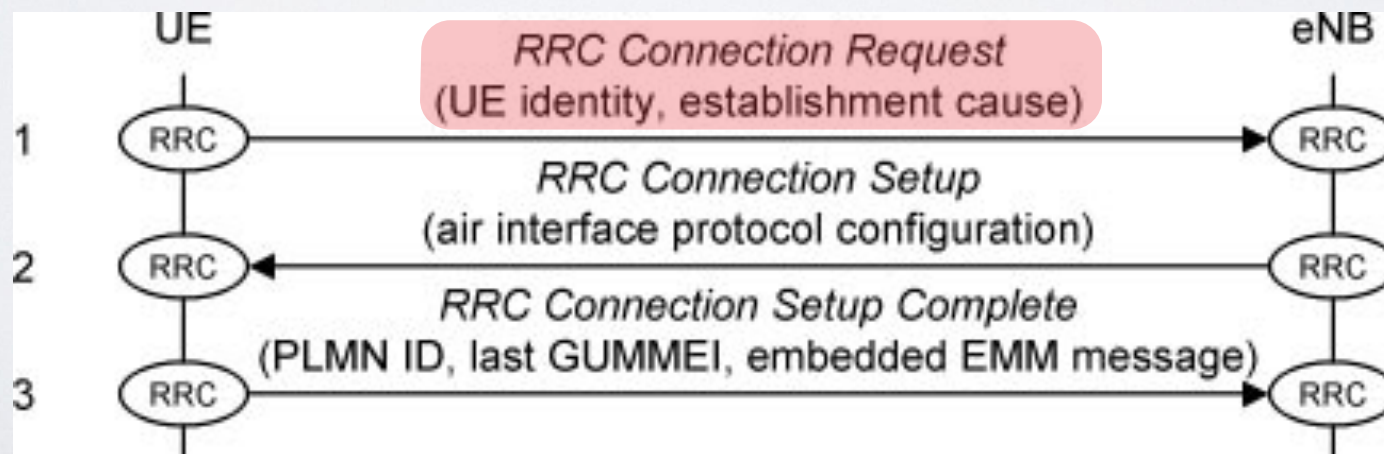 UE
eNB
RRC Connection Request
(UE identity, establishment cause)
1
RRC
RRC
RRC Connection Setup
(air interface protocol configuration)
2
RRC
RRC
RRC Connection Setup Complete
(PLMN ID, last GUMMEI, embedded EMM message)
3
RRC
RRC